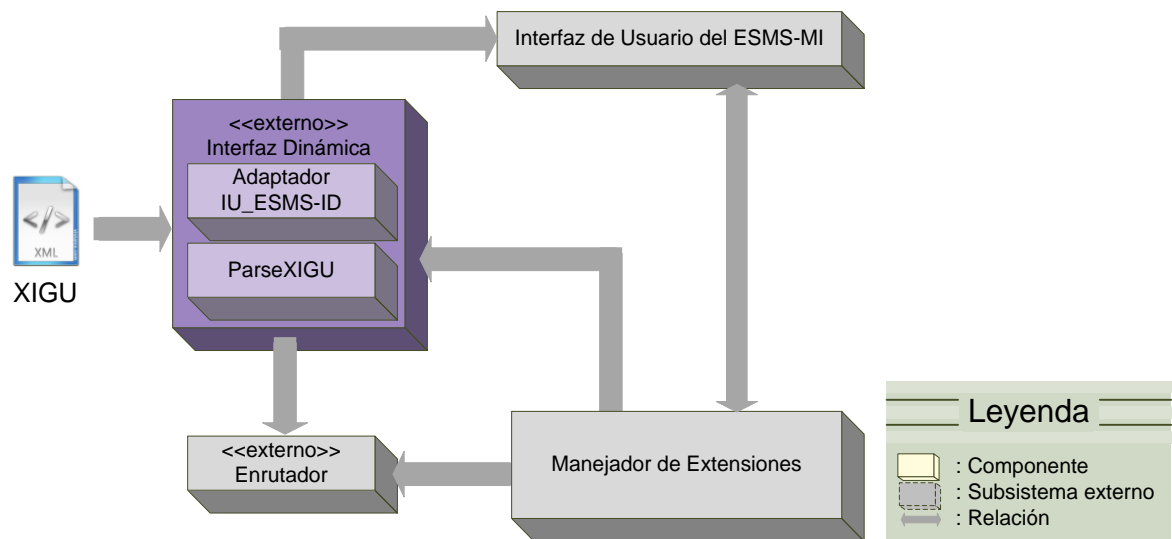 Interfaz de Usuario del ESMS-MI
<<externo>>
Interfaz Dinámica
Adaptador
IU_ESMS-ID
ParseXIGU
</>
XML
XIGU
<<externo>>
Enrutador
Manejador de Extensiones
Leyenda
: Componente
: Subsistema externo
: Relación